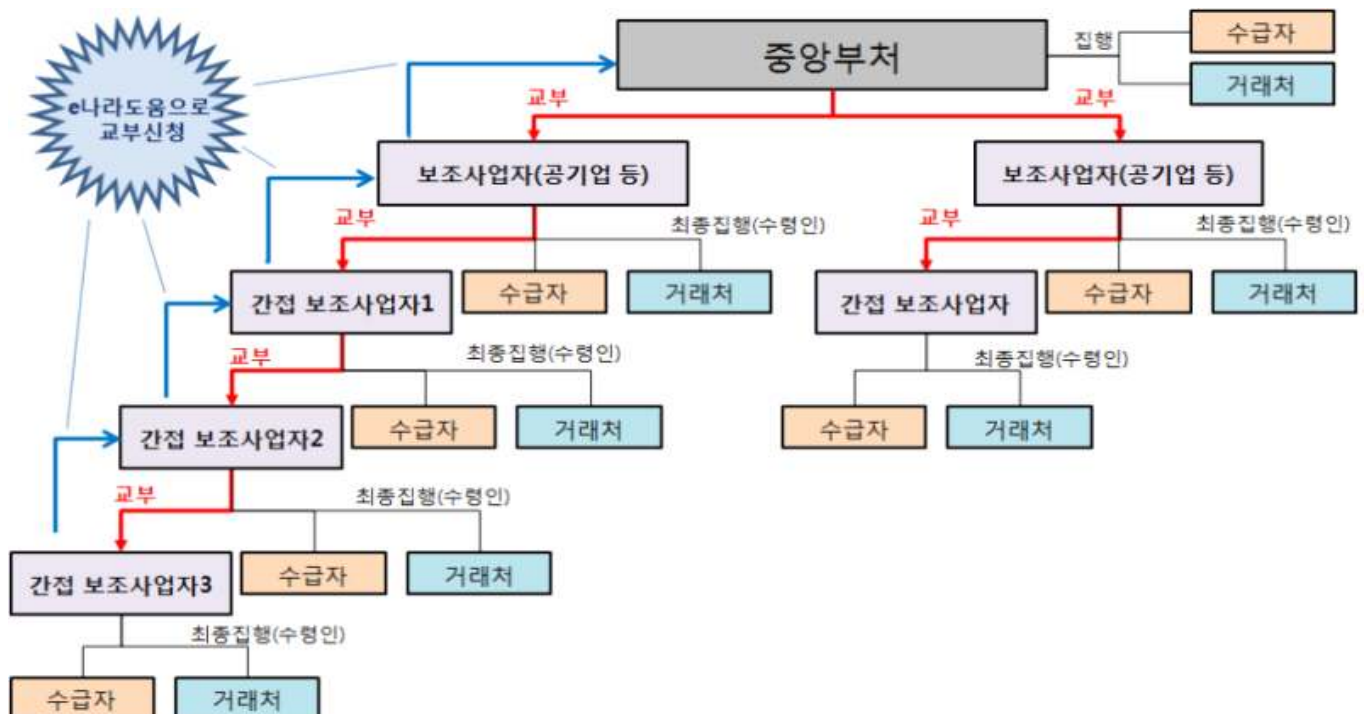 중앙부처
집행
수급자
거래처
e나라도움으로
교부신청
교부
교부
보조사업자(공기업 등)
보조사업자(공기업 등)
교부
최종집행(수령인)
교부
최종집행(수령인)
간접 보조사업자1
수급자
거래처
간접 보조사업자
수급자
거래처
교부
최종집행(수령인)
최종집행(수령인)
간접 보조사업자2
수급자
거래처
수급자
거래처
교부
최종집행(수령인)
간접 보조사업자3
수급자
거래처
최종집행(수령인)
수급자
거래처